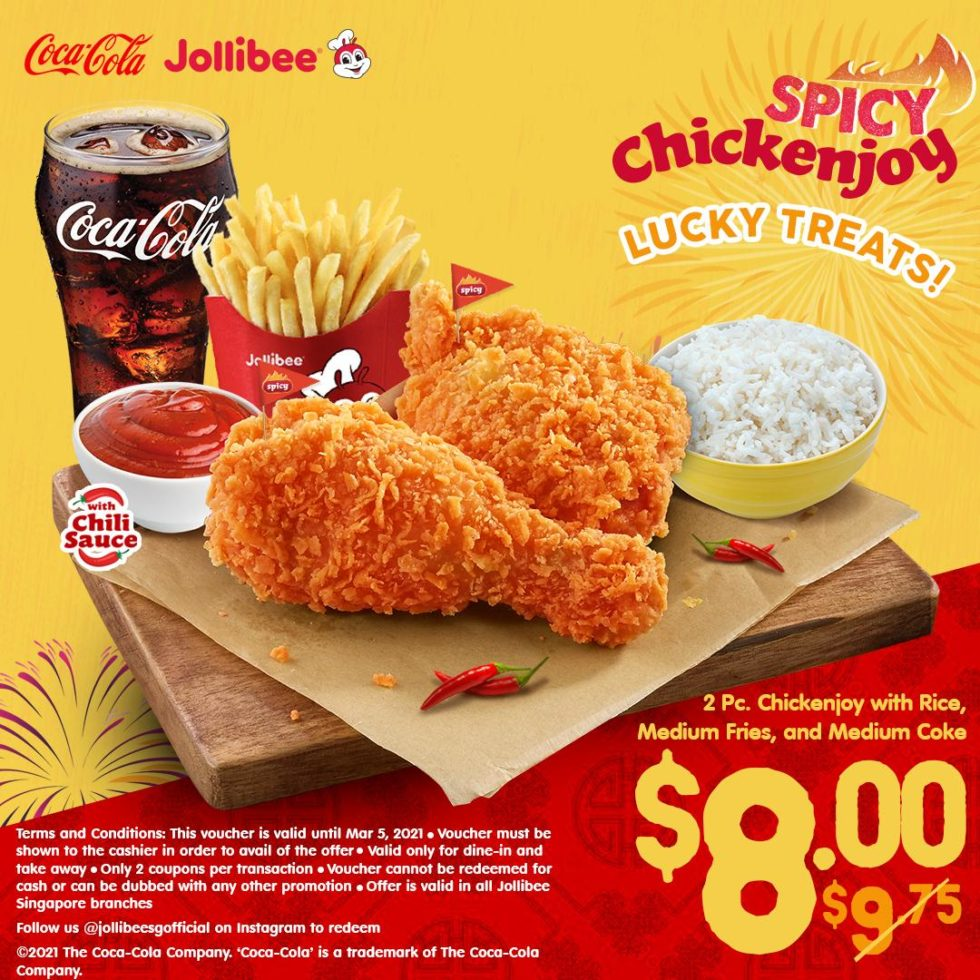 Coca-Cola Jollibee
SPICY
Chickenjoy
LUCKY TREATS!
Coca-Cola
spicy
Jollibee
spicy
with
Chili
Sauce
2 Pc. Chickenjoy with Rice,
Medium Fries, and Medium Coke
$8.00
$9.75
Terms and Conditions: This voucher is valid until Mar 5, 2021 • Voucher must be
shown to the cashier in order to avail of the offer • Valid only for dine-in and
take away • Only 2 coupons per transaction • Voucher cannot be redeemed for
cash or can be dubbed with any other promotion • Offer is valid in all Jollibee
Singapore branches
Follow us @jollibeesgofficial on Instagram to redeem
©2021 The Coca-Cola Company. ‘Coca-Cola’ is a trademark of The Coca-Cola
Company.